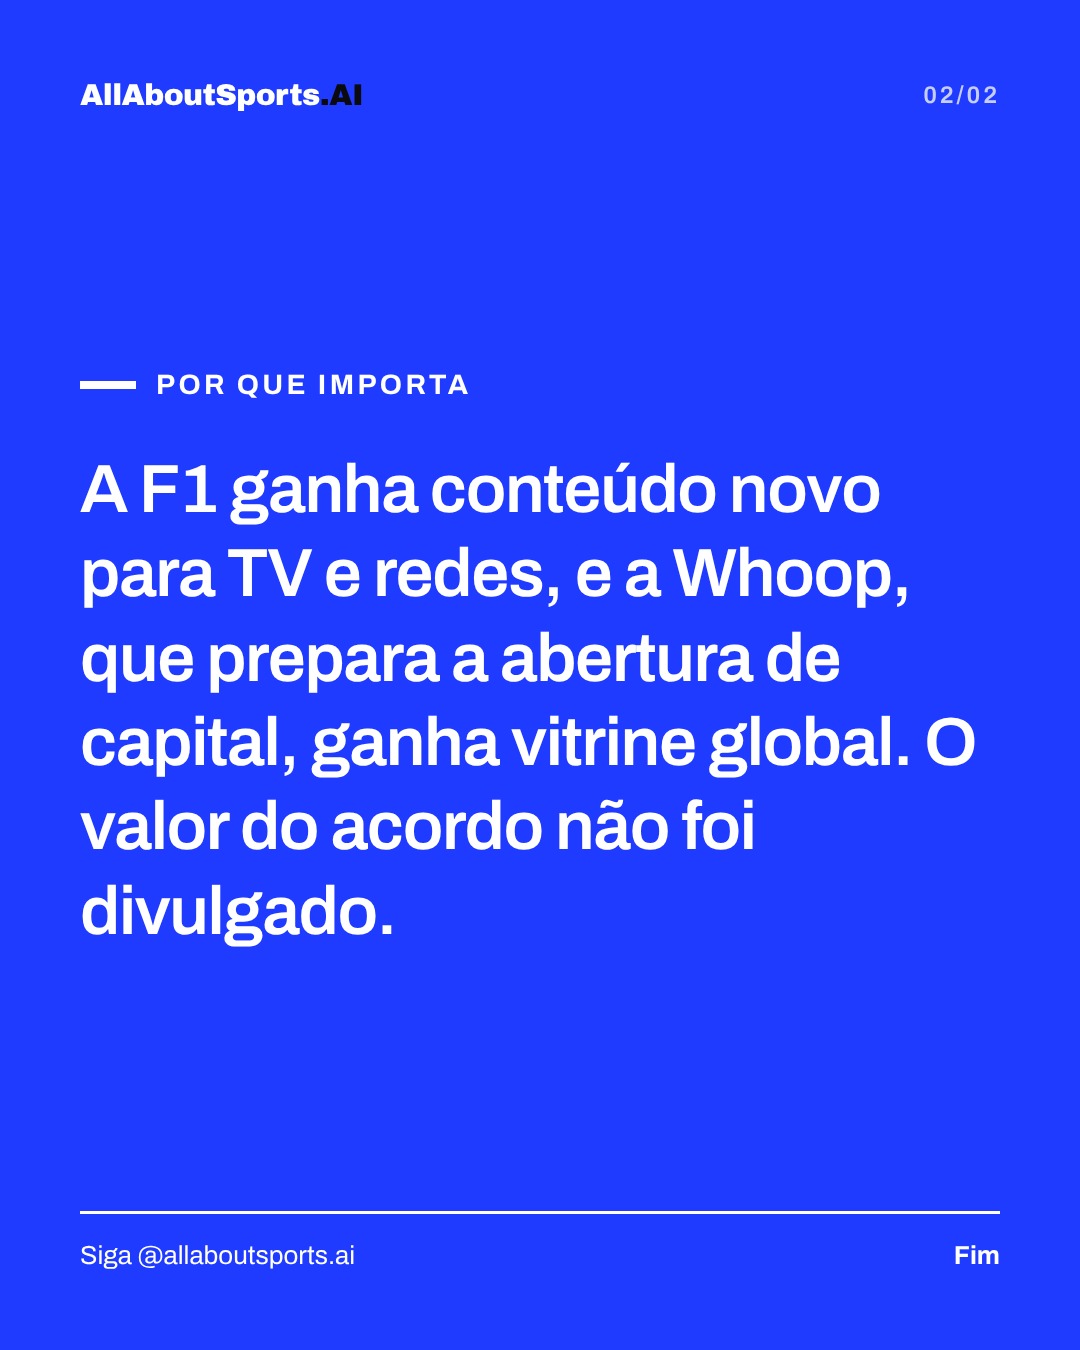 AllAboutSports.AI
02/02
POR QUE IMPORTA
A F1 ganha conteúdo novo
para TV e redes, e a Whoop,
que prepara a abertura de
capital, ganha vitrine global. O
valor do acordo não foi
divulgado.
Siga @allaboutsports.ai
Fim